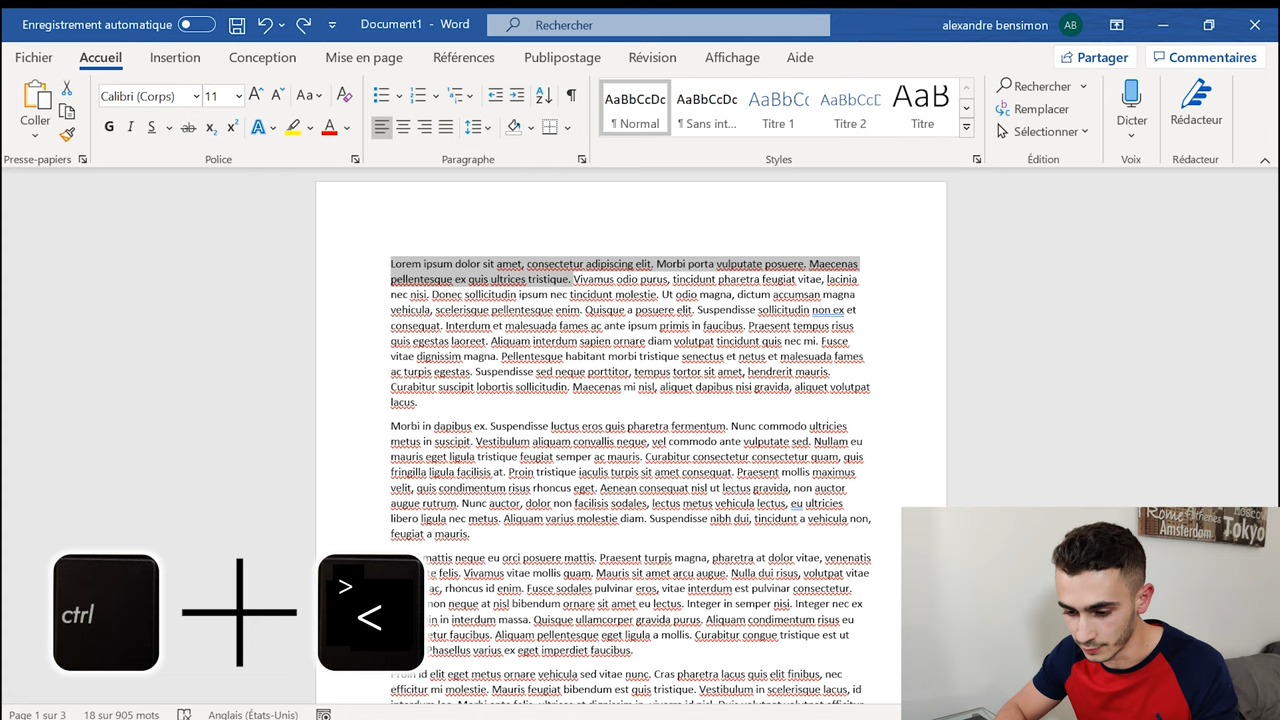 Enregistrement automatique
Document1 - Word
Rechercher
alexandre bensimon
AB
Fichier
Accueil
Insertion
Conception
Mise en page
Références
Publipostage
Révision
Affichage
Aide
Partager
Commentaires
Coller
Presse-papiers
Calibri (Corps)
11
G I S ab x₂ x²
Police
Paragraphe
AaBbCcDc
¶ Normal
AaBbCcDc
¶ Sans int...
AaBbCc
Titre 1
AaBbCcD
Titre 2
AaB
Titre
Styles
Rechercher
Remplacer
Sélectionner
Édition
Dicter
Voix
Rédacteur
Rédacteur
Lorem ipsum dolor sit amet, consectetur adipiscing elit. Morbi porta vulputate posuere. Maecenas
pellentesque ex quis ultrices tristique. Vivamus odio purus, tincidunt pharetra feugiat vitae, lacinia
nec nisi. Donec sollicitudin ipsum nec tincidunt molestie. Ut odio magna, dictum accumsan magna
vehicula, scelerisque pellentesque enim. Quisque a posuere elit. Suspendisse sollicitudin non ex et
consequat. Interdum et malesuada fames ac ante ipsum primis in faucibus. Praesent tempus risus
quis egestas laoreet. Aliquam interdum sapien ornare diam volutpat tincidunt quis nec mi. Fusce
vitae dignissim magna. Pellentesque habitant morbi tristique senectus et netus et malesuada fames
ac turpis egestas. Suspendisse sed neque porttitor, tempus tortor sit amet, hendrerit mauris.
Curabitur suscipit lobortis sollicitudin. Maecenas mi nisl, aliquet dapibus nisi gravida, aliquet volutpat
lacus.
Morbi in dapibus ex. Suspendisse luctus eros quis pharetra fermentum. Nunc commodo ultricies
metus in suscipit. Vestibulum aliquam convallis neque, vel commodo ante vulputate sed. Nullam eu
mauris eget ligula tristique feugiat semper ac mauris. Curabitur consectetur consectetur quam, quis
fringilla ligula facilisis at. Proin tristique iaculis turpis sit amet consequat. Praesent mollis maximus
velit, quis condimentum risus rhoncus eget. Aenean consequat nisl ut lectus gravida, non auctor
augue rutrum. Nunc auctor, dolor non facilisis sodales, lectus metus vehicula lectus, eu ultricies
libero ligula nec metus. Aliquam varius molestie diam. Suspendisse nibh dui, tincidunt a vehicula non,
feugiat a mauris.
mattis neque eu orci posuere mattis. Praesent turpis magna, pharetra at dolor vitae, venenatis
felis. Vivamus vitae mollis quam. Mauris sit amet arcu augue. Nulla dui risus, volutpat vitae
ac, rhoncus id enim. Fusce sodales pulvinar eros, vitae interdum est pulvinar consectetur.
non neque at nisl bibendum ornare sit amet eu lectus. Integer in semper nisi. Integer nec ex
in in interdum massa. Quisque ullamcorper gravida purus. Aliquam condimentum risus eu
faucibus. Aliquam pellentesque eget ligula a mollis. Curabitur congue tristique est ut
Phasellus varius ex eget imperdiet faucibus.
Proin id elit eget metus ornare vehicula sed vitae nunc. Cras pharetra lacus quis elit finibus, nec
efficitur mi molestie. Mauris feugiat bibendum est quis tristique. Vestibulum in scelerisque lacus, id
ctrl
>
<
Rome
Athènes
Moscou
Amsterdam
Tokyo
Page 1 sur 3
18 sur 905 mots
Anglais (États-Unis)